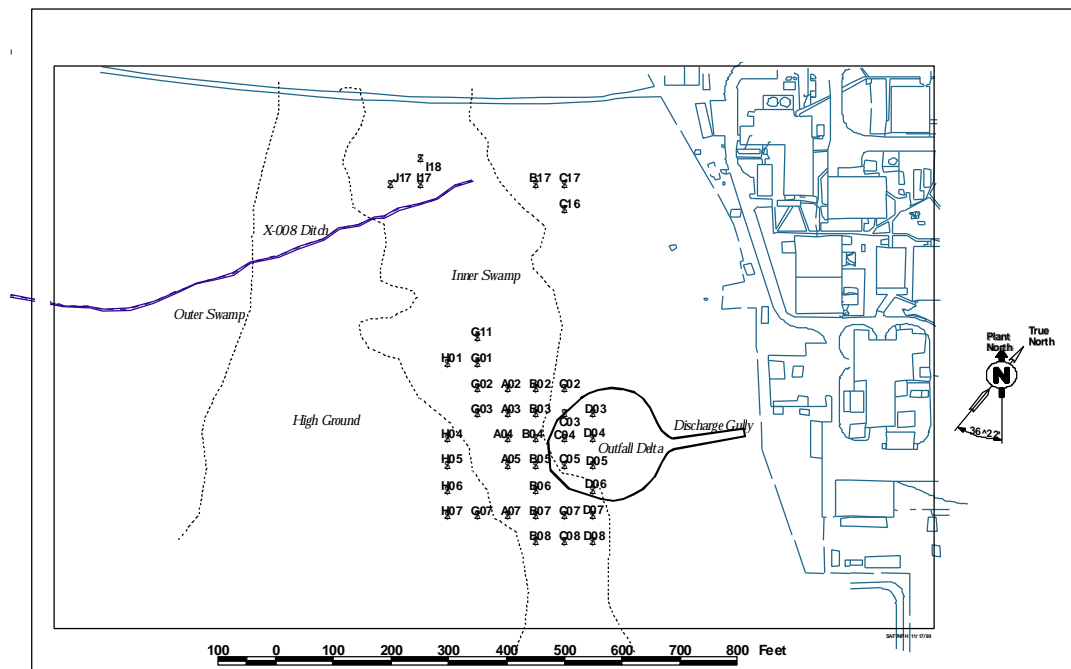 I18
J17 I17 B17 C17
C16
X-008 Ditch
Inner Swamp
Outer Swamp
G11
True
North
Plant
North
H01 G01
N
G02 A02 B02 C02
G03 A03 B03 D03
C03
High Ground
Discharge Gully
H04 A04 B04 C04 D04
36^22'
Outfall Delta
H05 A05 B05 C05 D05
H06 B06 D06
H07 G07 A07 B07 C07 D07
B08 C08 D08
100 0 100 200 300 400 500 600 700 800 Feet